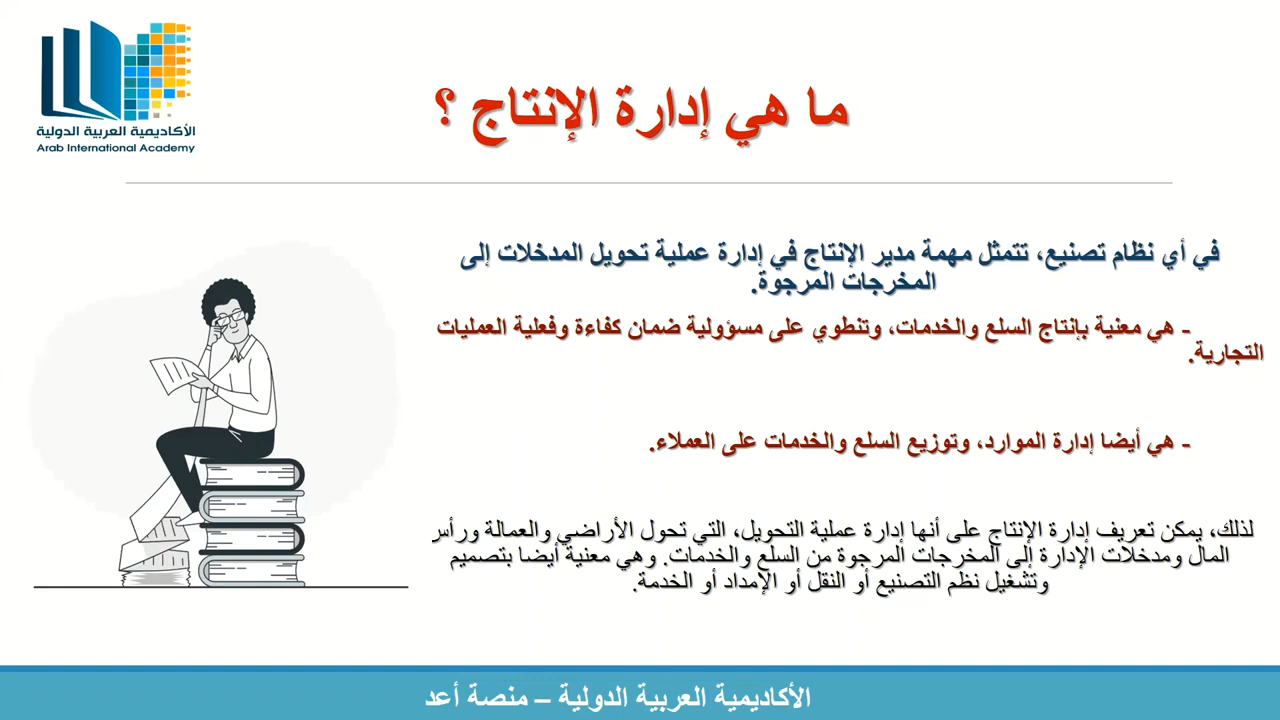 الأكاديمية العربية الدولية
Arab International Academy
ما هي إدارة الإنتاج ؟
في أي نظام تصنيع، تتمثل مهمة مدير الإنتاج في إدارة عملية تحويل المدخلات إلى
المخرجات المرجوة.
- هي معنية بإنتاج السلع والخدمات، وتنطوي على مسؤولية ضمان كفاءة وفعلية العمليات
التجارية.
- هي أيضا إدارة الموارد، وتوزيع السلع والخدمات على العملاء.
لذلك، يمكن تعريف إدارة الإنتاج على أنها إدارة عملية التحويل، التي تحول الأراضي والعمالة ورأس
المال ومدخلات الإدارة إلى المخرجات المرجوة من السلع والخدمات. وهي معنية أيضا بتصميم
وتشغيل نظم التصنيع أو النقل أو الإمداد أو الخدمة.
الأكاديمية العربية الدولية – منصة أعد